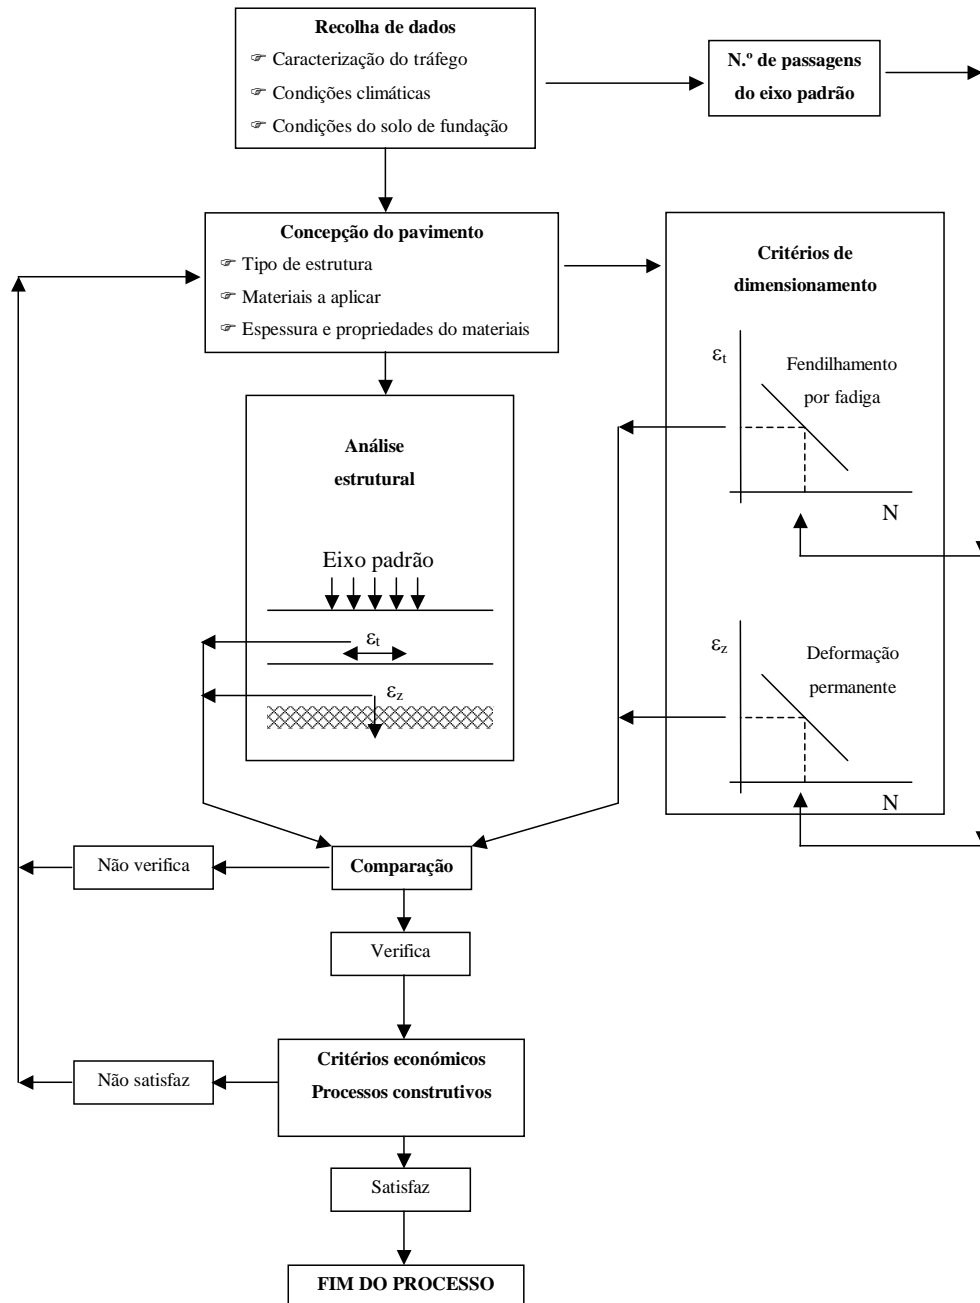 Recolha de dados
☞ Caracterização do tráfego
☞ Condições climáticas
☞ Condições do solo de fundação
N.º de passagens
do eixo padrão
Concepção do pavimento
☞ Tipo de estrutura
☞ Materiais a aplicar
☞ Espessura e propriedades do materiais
Critérios de
dimensionamento
εt
Fendilhamento
por fadiga
N
εz
Deformação
permanente
N
Análise
estrutural
Eixo padrão
εt
εz
Comparação
Não verifica
Verifica
Critérios económicos
Processos construtivos
Não satisfaz
Satisfaz
FIM DO PROCESSO